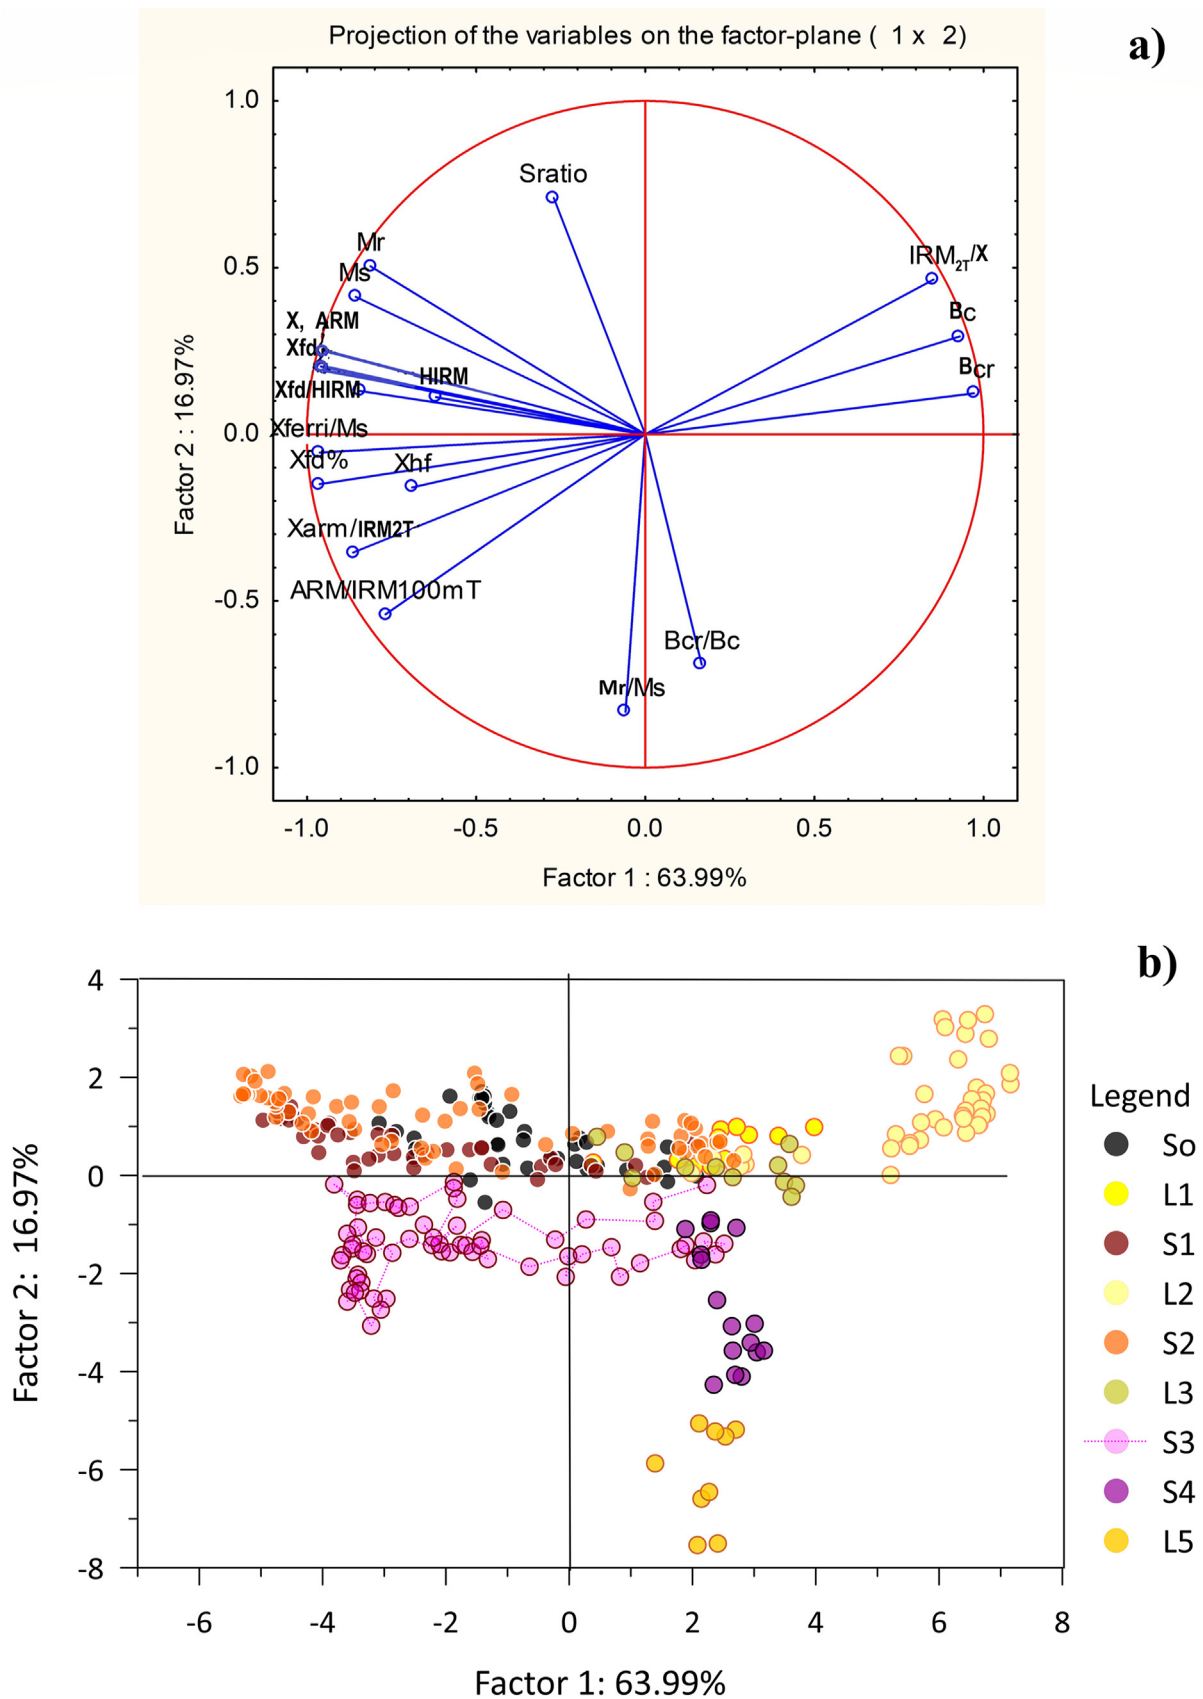 Projection of the variables on the factor-plane ( 1 x 2)
a)
1.0
Sratio
Mr
0.5
IRM2T/X
Ms
Bc
X, ARM
Xfd
Bcr
HIRM
Xfd/HIRM
Xferri/Ms
0.0
Xfd%
Xhf
Factor 2 : 16.97%
Xarm/IRM2T
ARM/IRM100mT
-0.5
Bcr/Bc
Mr/Ms
-1.0
-1.0 -0.5 0.0 0.5 1.0
Factor 1 : 63.99%
b)
4
2
0
-2
-4
-6
-8
Factor 2: 16.97%
-6 -4 -2 0 2 4 6 8
Factor 1: 63.99%
Legend
So
L1
S1
L2
S2
L3
S3
S4
L5